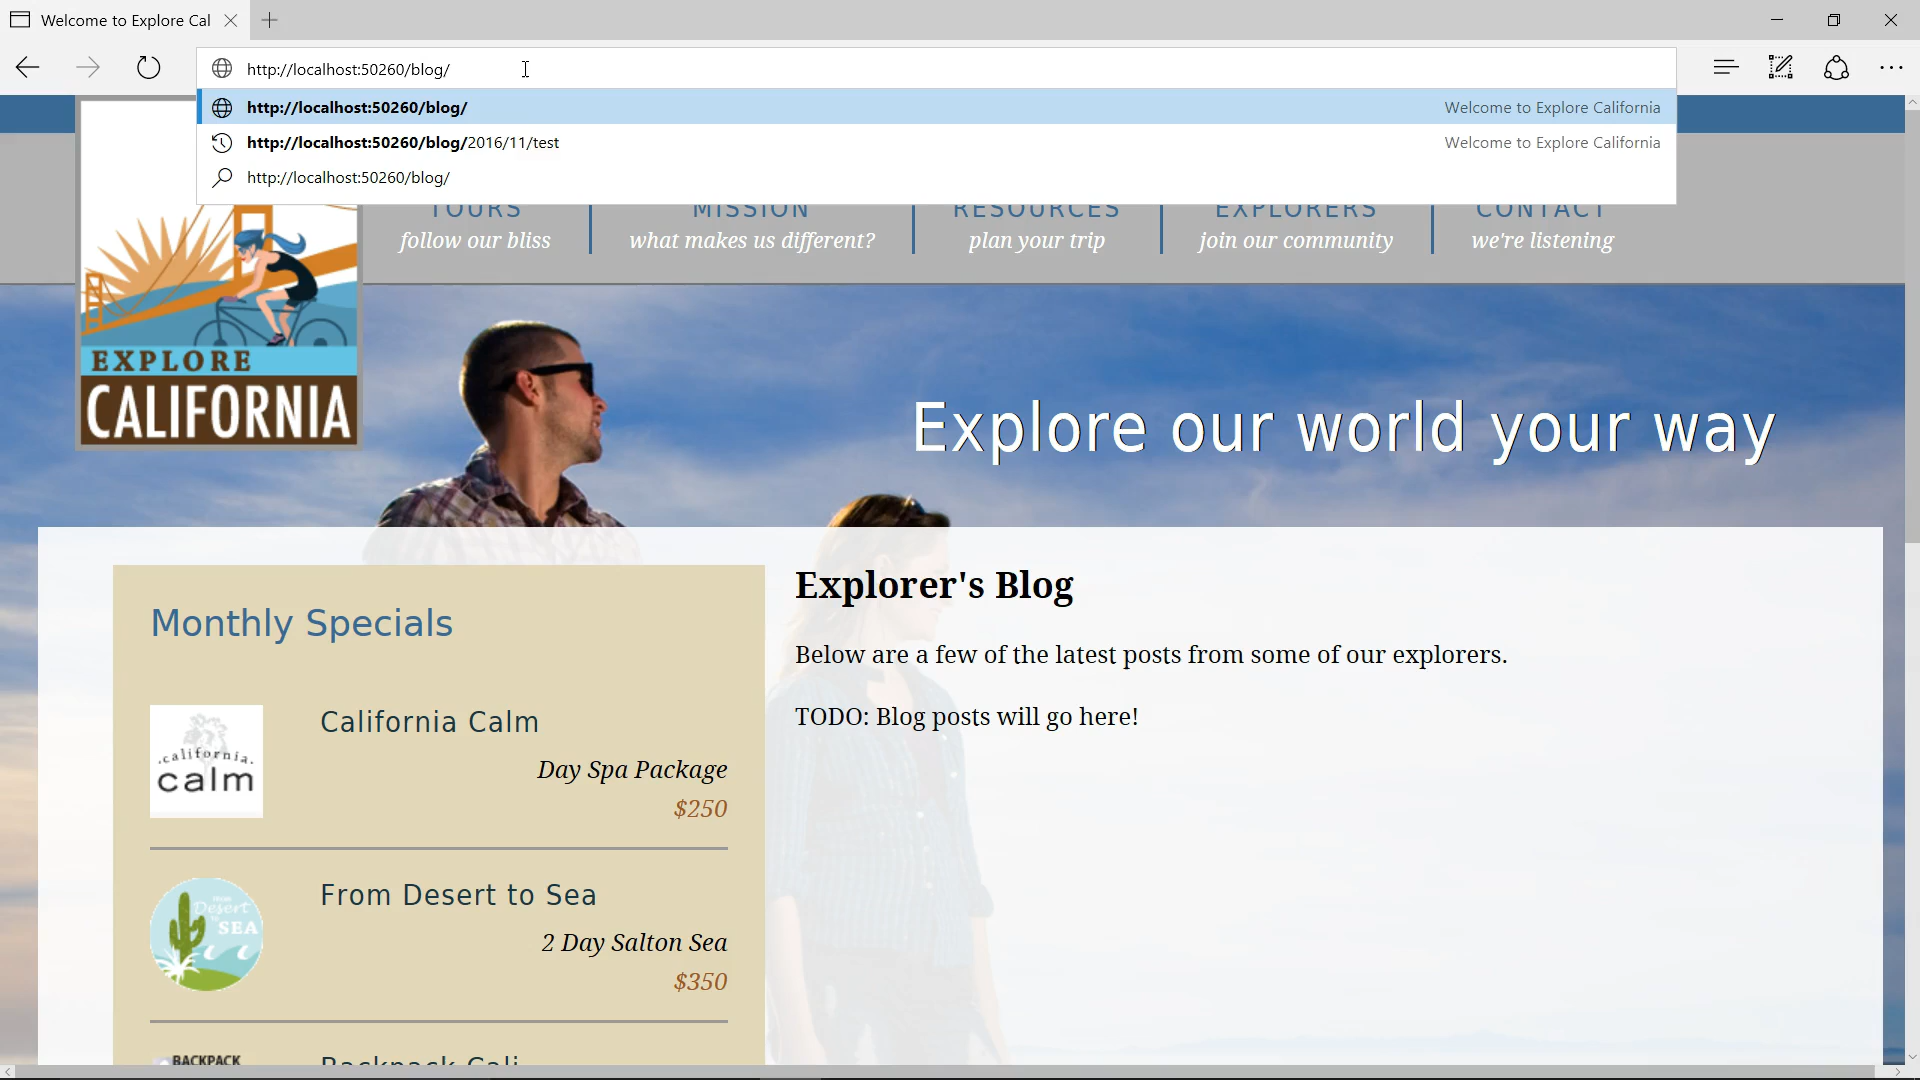 Welcome to Explore Cal
http://localhost:50260/blog/
http://localhost:50260/blog/ Welcome to Explore California
http://localhost:50260/blog/2016/11/test Welcome to Explore California
http://localhost:50260/blog/
TOURS MISSION RESOURCES EXPLORERS CONTACT
follow our bliss what makes us different? plan your trip join our community we're listening
EXPLORE
CALIFORNIA
Explore our world your way
Monthly Specials
california
calm
California Calm
Day Spa Package
$250
from
Desert
to
SEA
From Desert to Sea
2 Day Salton Sea
$350
BACKPACK
Backpack Cali
Explorer's Blog
Below are a few of the latest posts from some of our explorers.
TODO: Blog posts will go here!